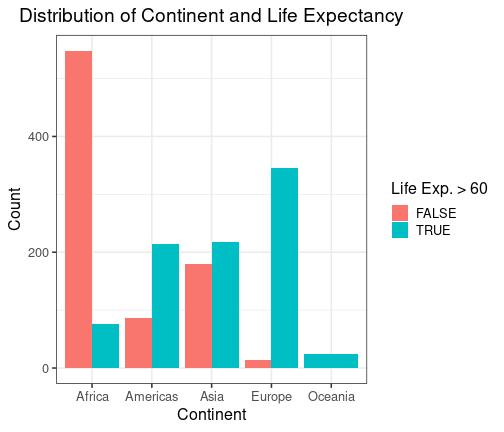 Distribution of Continent and Life Expectancy
Count
400
200
0
Africa Americas Asia Europe Oceania
Continent
Life Exp. > 60
FALSE
TRUE